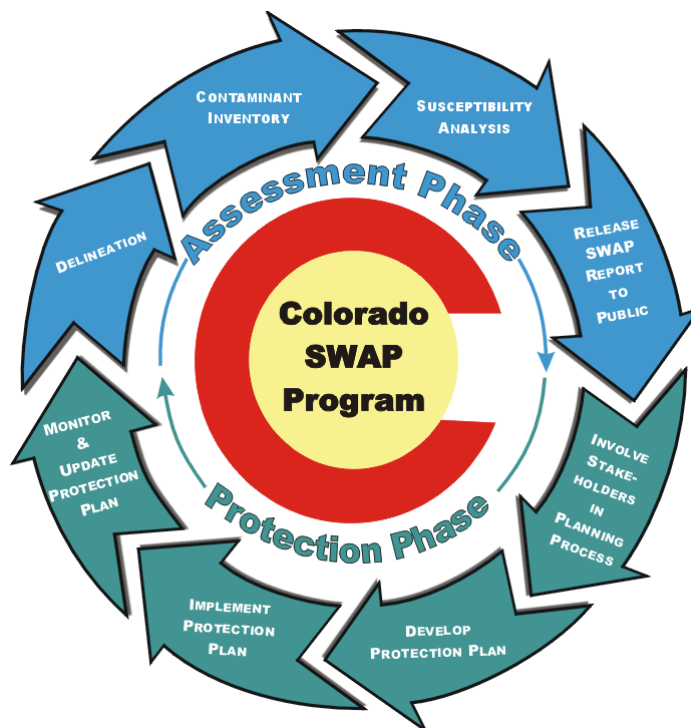 CONTAMINANT
INVENTORY
SUSCEPTIBILITY
ANALYSIS
Assessment Phase
DELINEATION
RELEASE
SWAP
REPORT
TO
PUBLIC
Colorado
SWAP
Program
MONITOR
&
UPDATE
PROTECTION
PLAN
INVOLVE
STAKE-
HOLDERS
IN
PLANNING
PROCESS
Protection Phase
IMPLEMENT
PROTECTION
PLAN
DEVELOP
PROTECTION PLAN